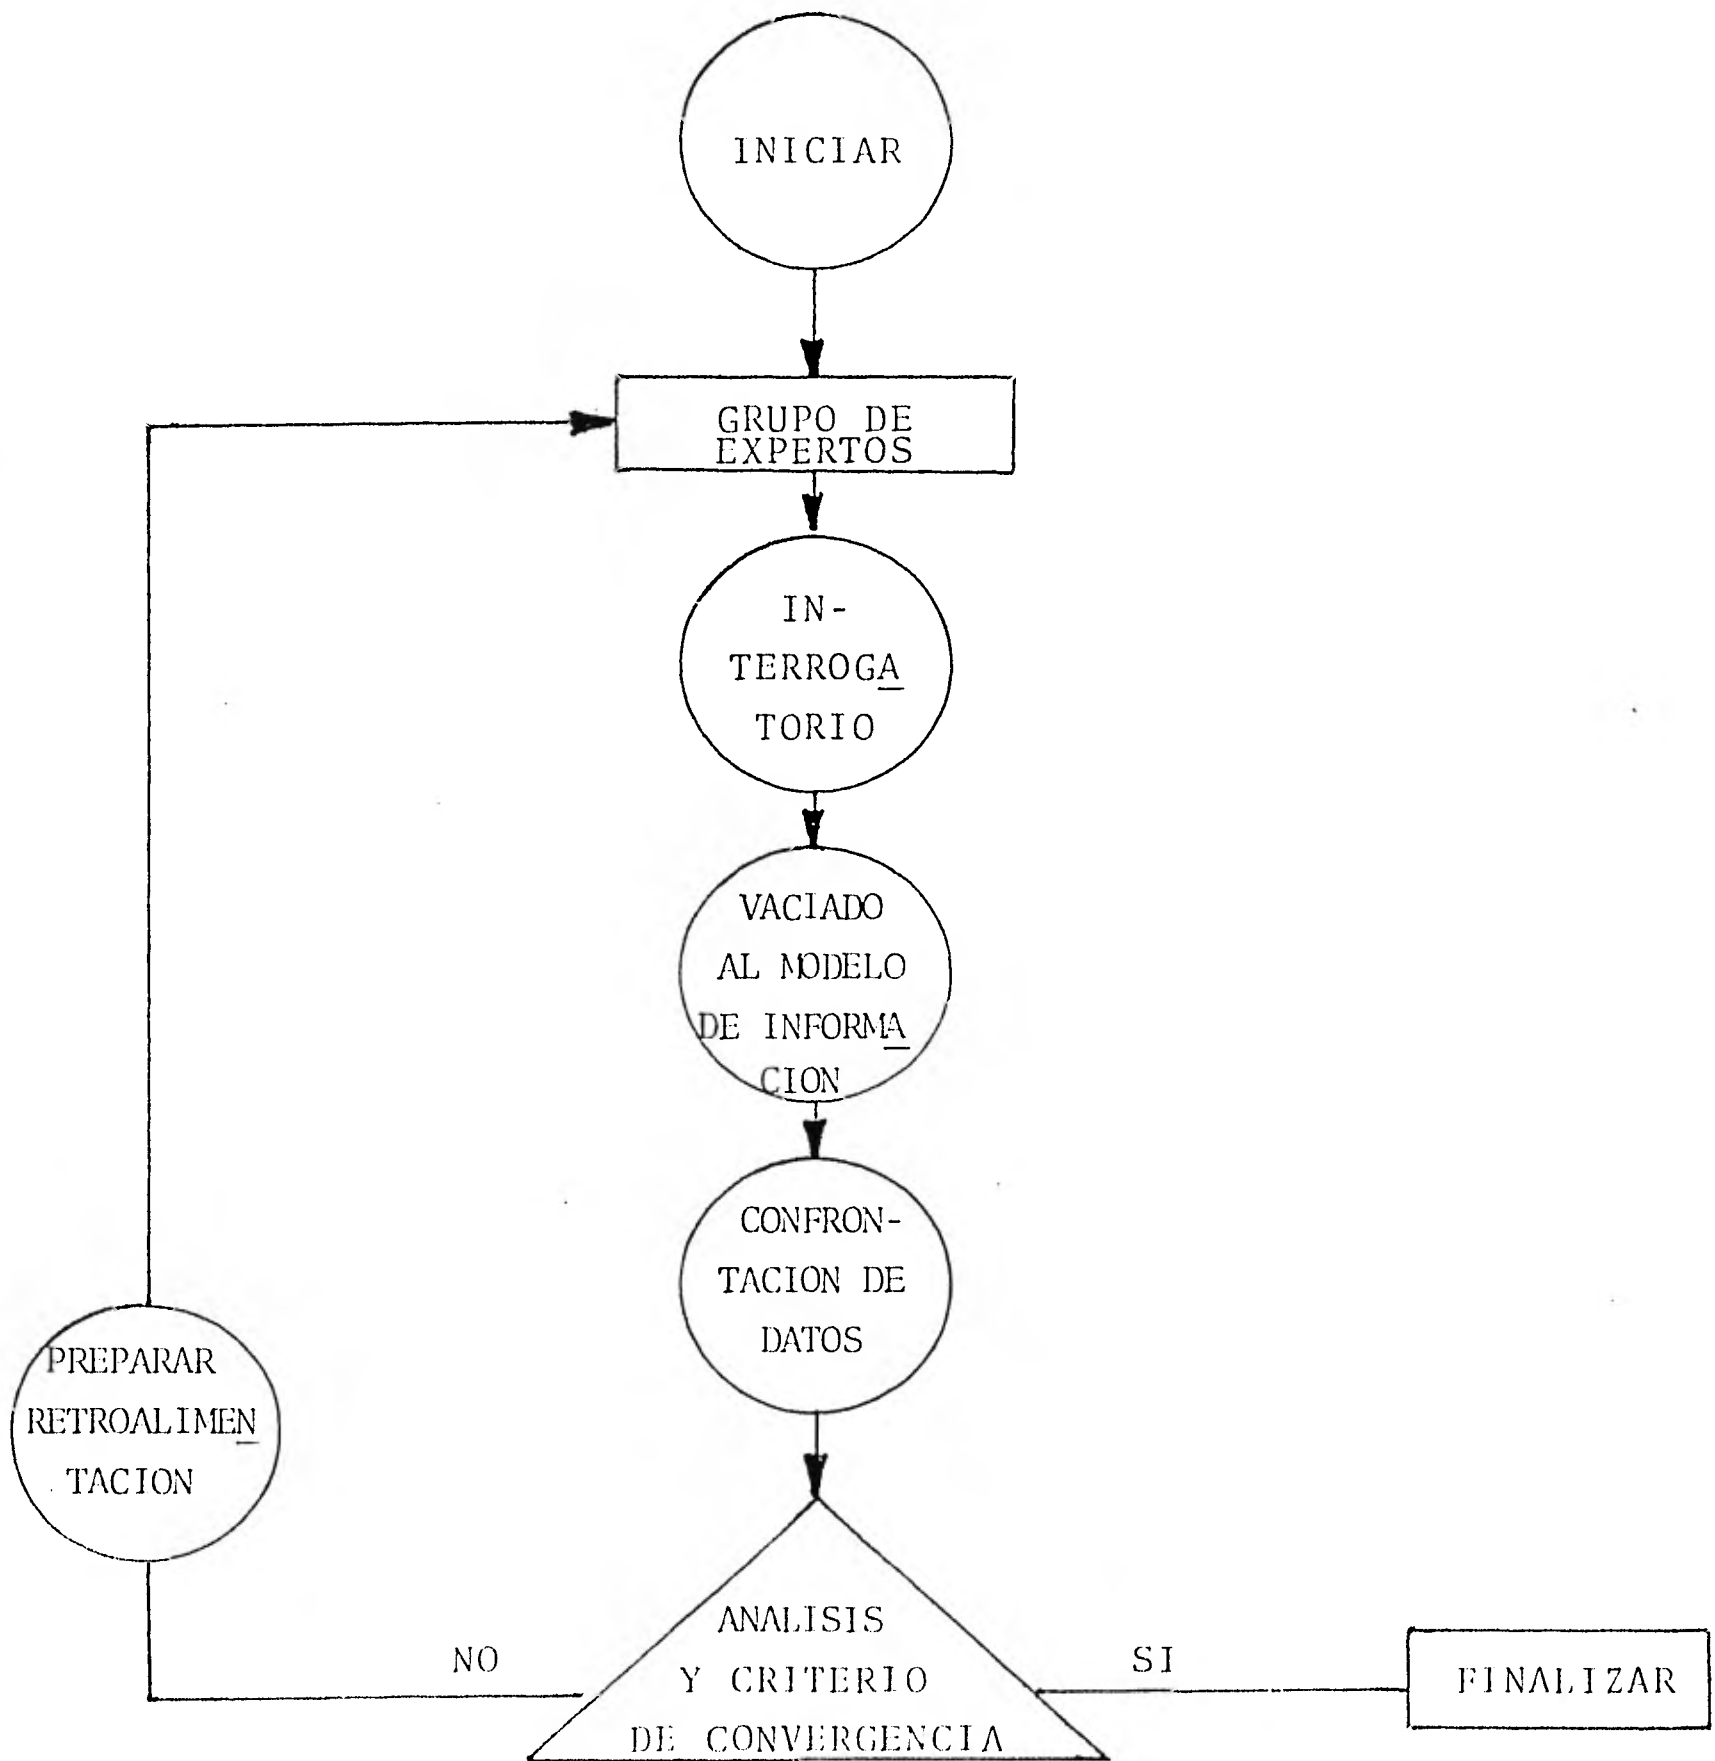 INICIAR
GRUPO DE
EXPERTOS
IN-
TERROGA
TORIO
VACIADO
AL MODELO
DE INFORMA
CION
CONFRON-
TACION DE
DATOS
PREPARAR
RETROALIMEN
TACION
ANALISIS
Y CRITERIO
DE CONVERGENCIA
NO
SI
FINALIZAR